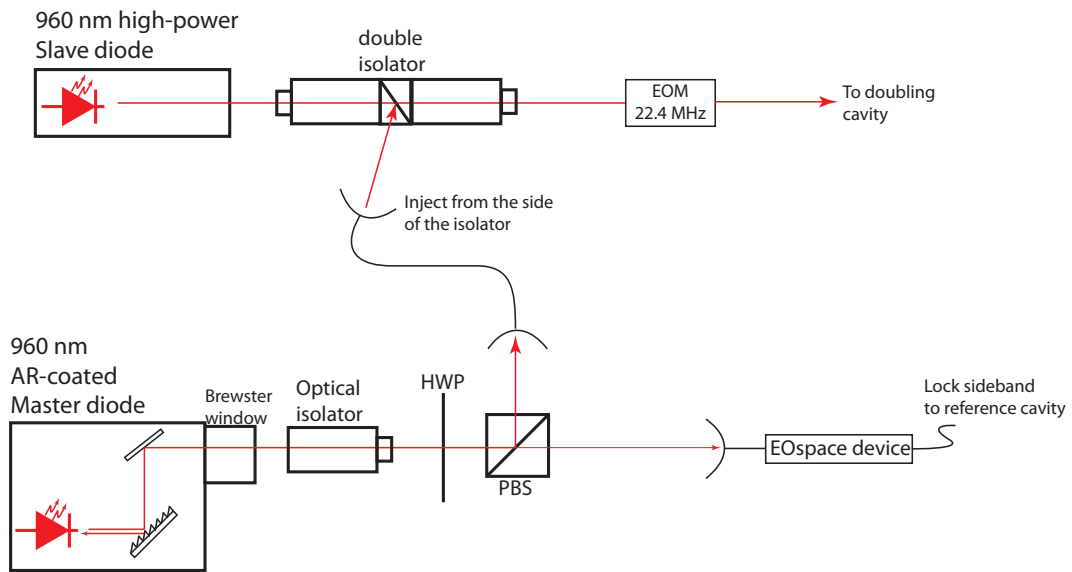 960 nm high-power
Slave diode
double
isolator
EOM
22.4 MHz
To doubling
cavity
Inject from the side
of the isolator
960 nm
AR-coated
Master diode
Brewster
window
Optical
isolator
HWP
PBS
Lock sideband
to reference cavity
EOspace device